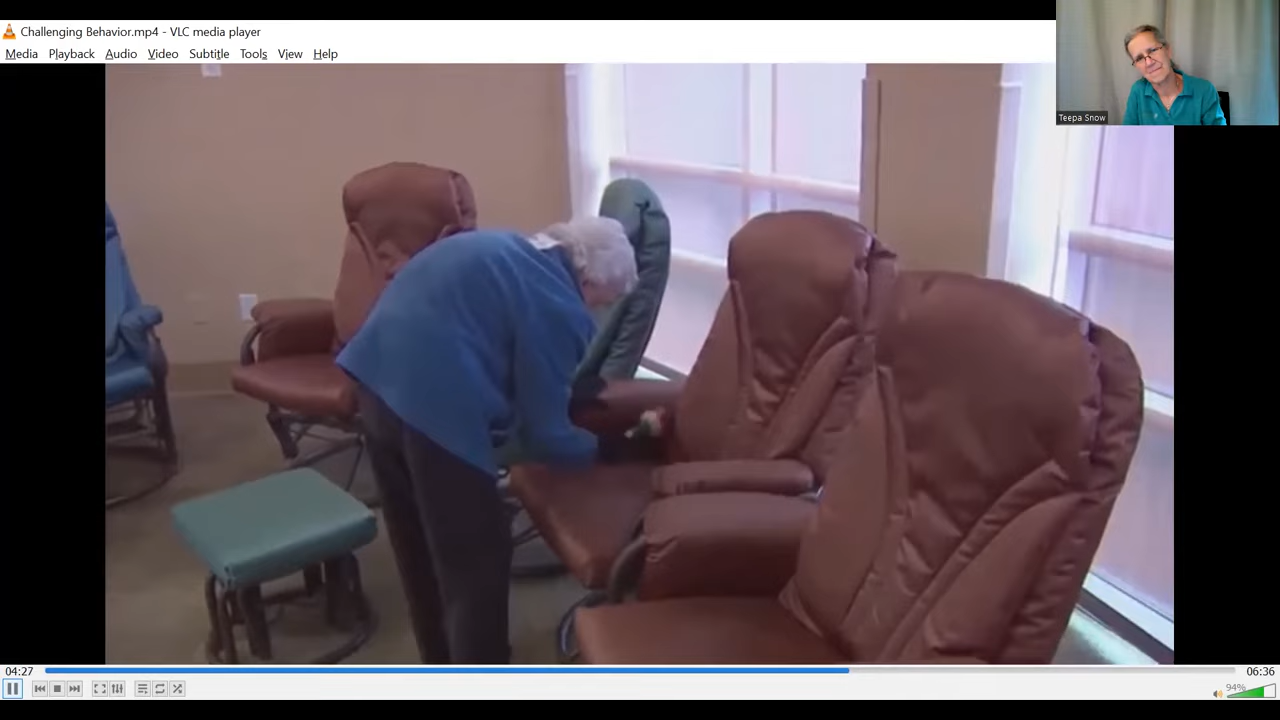 Challenging Behavior.mp4 - VLC media player
Media Playback Audio Video Subtitle Tools View Help
Teepa Snow
04:27
06:36
94%